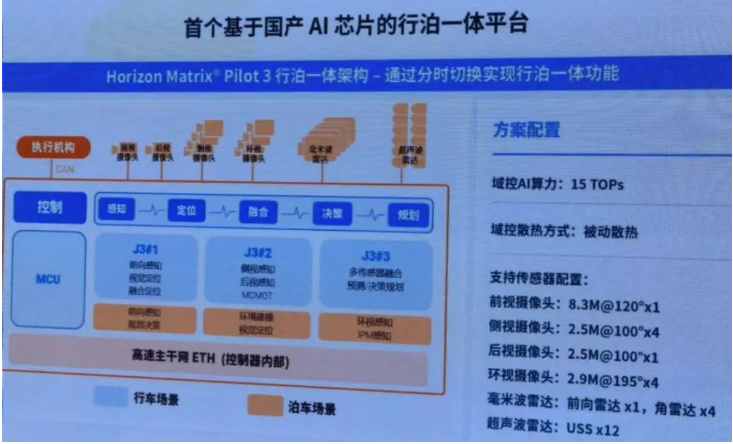 首个基于国产 AI 芯片的行泊一体平台
Horizon Matrix® Pilot 3 行泊一体架构 – 通过分时切换实现行泊一体功能
执行机构
CAN
前视
摄像头
后视
摄像头
侧视
摄像头
环视
摄像头
毫米波
雷达
超声波
雷达
控制
感知
定位
融合
决策
规划
MCU
J3#1
前向感知
视觉定位
融合定位
J3#2
侧视感知
后视感知
MCMOT
J3#3
多传感器融合
预测/决策规划
前向感知
规划决策
环境建模
视觉定位
环视感知
IPM感知
高速主干网 ETH (控制器内部)
行车场景
泊车场景
方案配置
域控AI算力：15 TOPs
域控散热方式：被动散热
支持传感器配置：
前视摄像头：8.3M@120°x1
侧视摄像头：2.5M@100°x4
后视摄像头：2.5M@100°x1
环视摄像头：2.9M@195°x4
毫米波雷达：前向雷达 x1，角雷达 x4
超声波雷达：USS x12